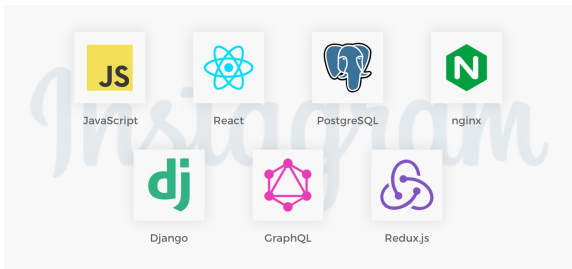 Instagram
JS
JavaScript
React
PostgreSQL
N
nginx
dj
Django
GraphQL
Redux.js